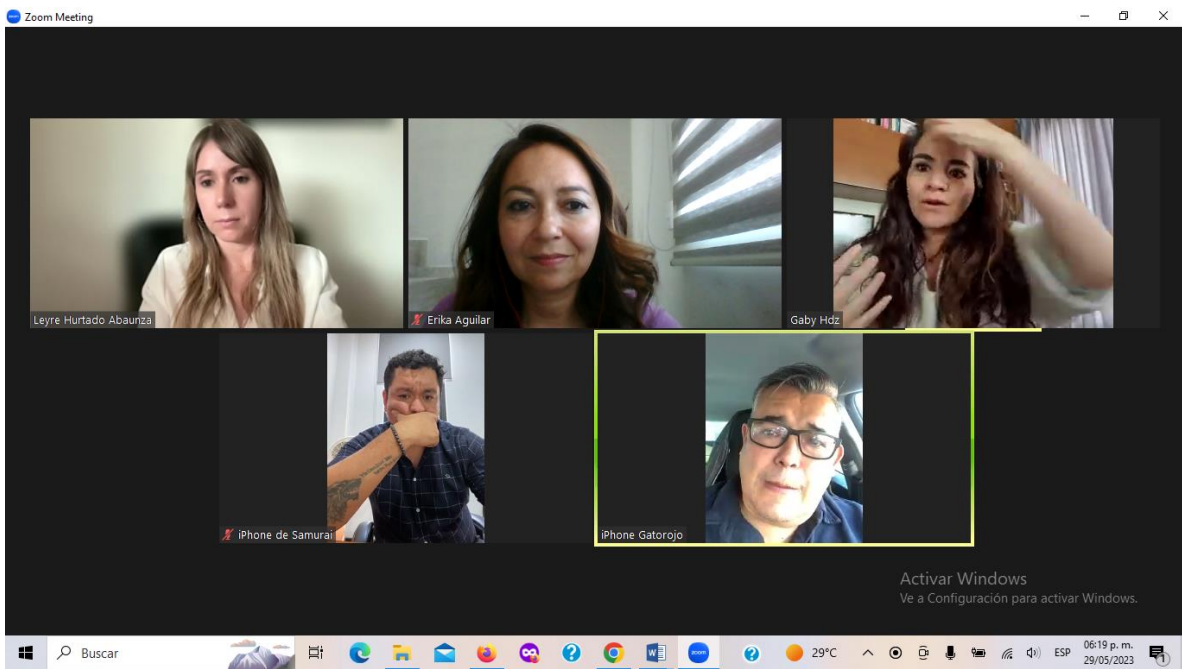 Zoom Meeting
Leyre Hurtado Abaunza
Erika Aguilar
Gaby Hdz
iPhone de Samurai
iPhone Gatorojo
Activar Windows
Ve a Configuración para activar Windows.
Buscar
29°C
ESP
06:19 p. m.
29/05/2023